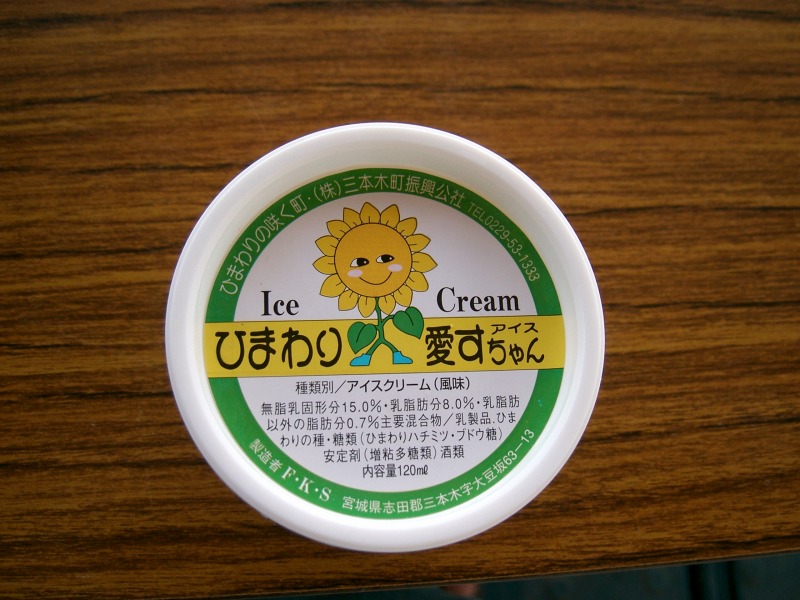 ひまわりの咲く町・(株)三本木町振興公社 TEL0229-53-1333
Ice Cream
アイス
ひまわり愛すちゃん
種類別／アイスクリーム(風味)
無脂乳固形分15.0%・乳脂肪分8.0%・乳脂肪
以外の脂肪分0.7%主要混合物／乳製品.ひま
わりの種・糖類(ひまわりハチミツ・ブドウ糖)
安定剤(増粘多糖類)酒類
内容量120mℓ
製造者 F・K・S 宮城県志田郡三本木字大豆坂63-13